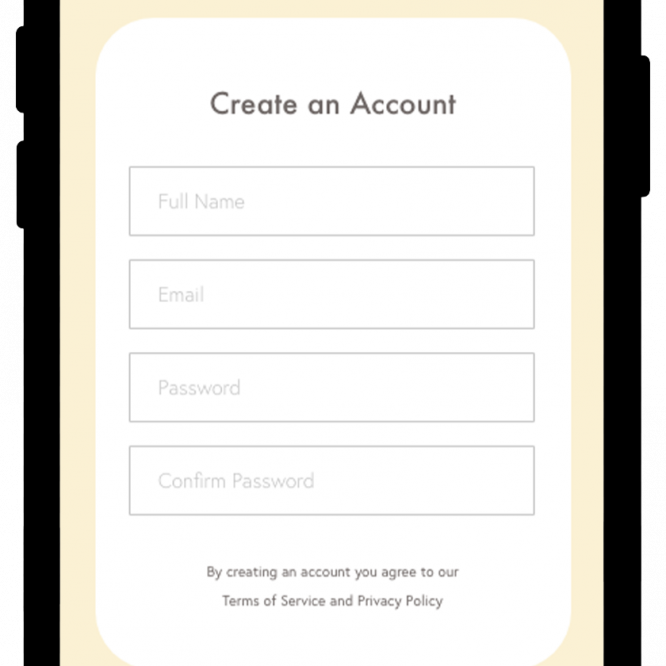 Create an Account
Full Name
Email
Password
Confirm Password
By creating an account you agree to our
Terms of Service and Privacy Policy